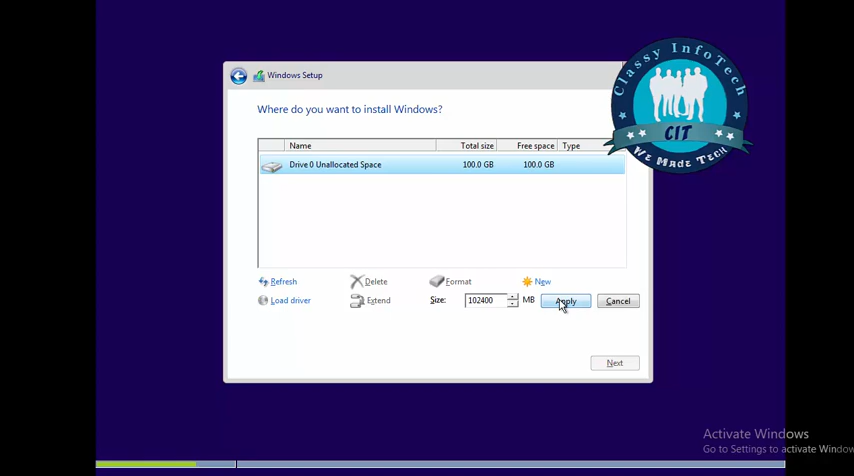 Windows Setup
Where do you want to install Windows?
Name Total size Free space Type
Drive 0 Unallocated Space 100.0 GB 100.0 GB
Refresh Delete Format New
Load driver Extend Size: 102400 MB Apply Cancel
Next
Classy InfoTech
CIT
We Made Tech
Activate Windows
Go to Settings to activate Window